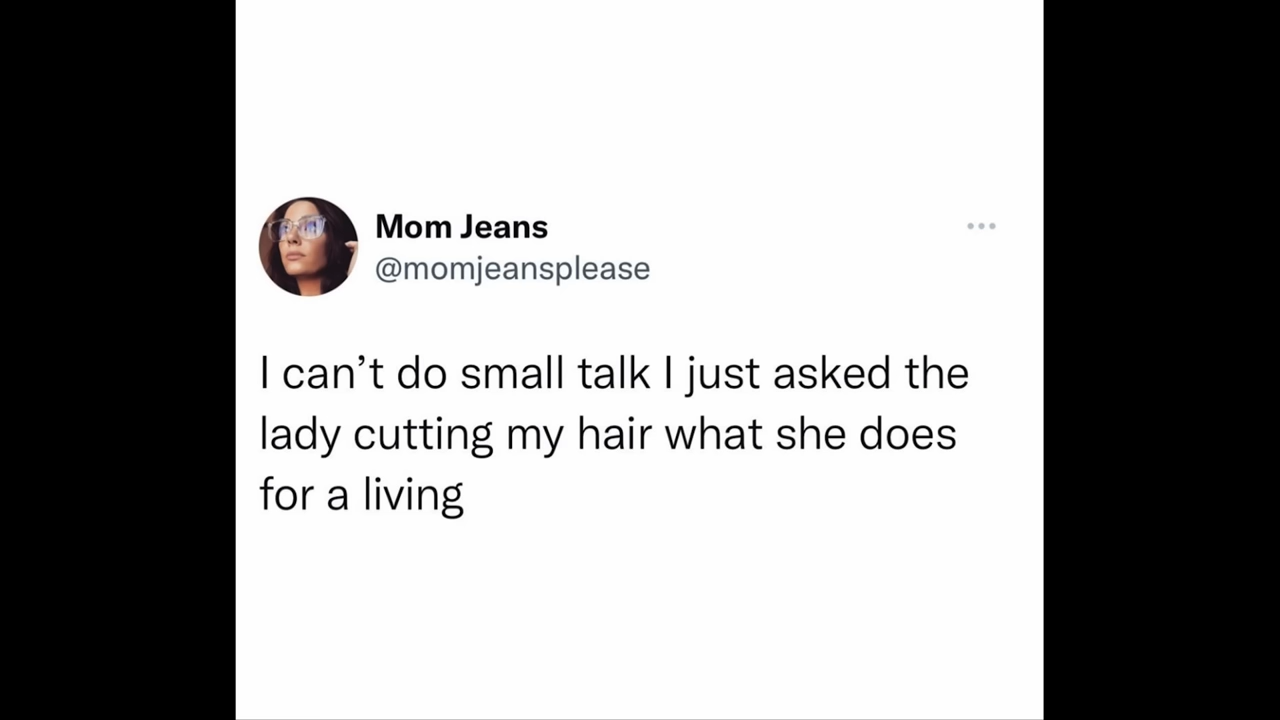 Mom Jeans
@momjeansplease
I can’t do small talk I just asked the
lady cutting my hair what she does
for a living